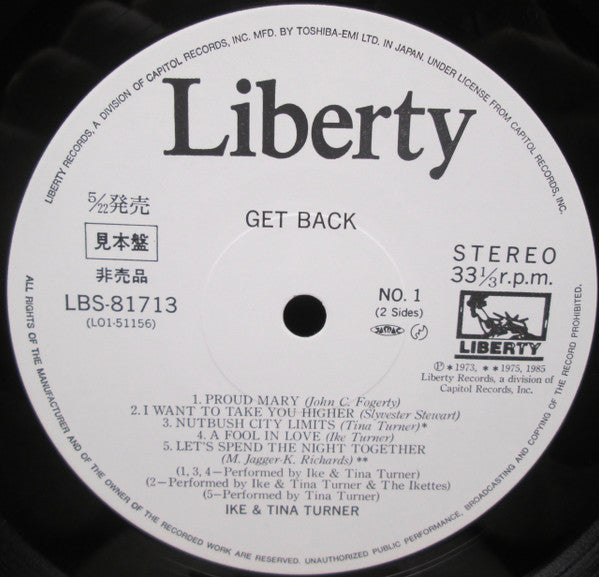 LIBERTY RECORDS, A DIVISION OF CAPITOL RECORDS, INC. MFD. BY TOSHIBA-EMI LTD. IN JAPAN. UNDER LICENSE FROM CAPITOL RECORDS, INC.
Liberty
5/22発売
見本盤
非売品
LBS-81713
(LO1-51156)
GET BACK
STEREO
33⅓r.p.m.
NO. 1
(2 Sides)
LIBERTY
Ⓟ*1973, **1975, 1985
Liberty Records, a division of
Capitol Records, Inc.
1. PROUD MARY (John C. Fogerty)
2. I WANT TO TAKE YOU HIGHER (Slyvester Stewart)
3. NUTBUSH CITY LIMITS (Tina Turner)*
4. A FOOL IN LOVE (Ike Turner)
5. LET'S SPEND THE NIGHT TOGETHER
(M. Jagger-K. Richards)**
(1, 3, 4—Performed by Ike & Tina Turner)
(2—Performed by Ike & Tina Turner & The Ikettes)
(5—Performed by Tina Turner)
IKE & TINA TURNER
ALL RIGHTS OF THE MANUFACTURER AND OF THE OWNER OF THE RECORDED WORK ARE RESERVED. UNAUTHORIZED PUBLIC PERFORMANCE, BROADCASTING AND COPYING OF THE RECORD PROHIBITED.